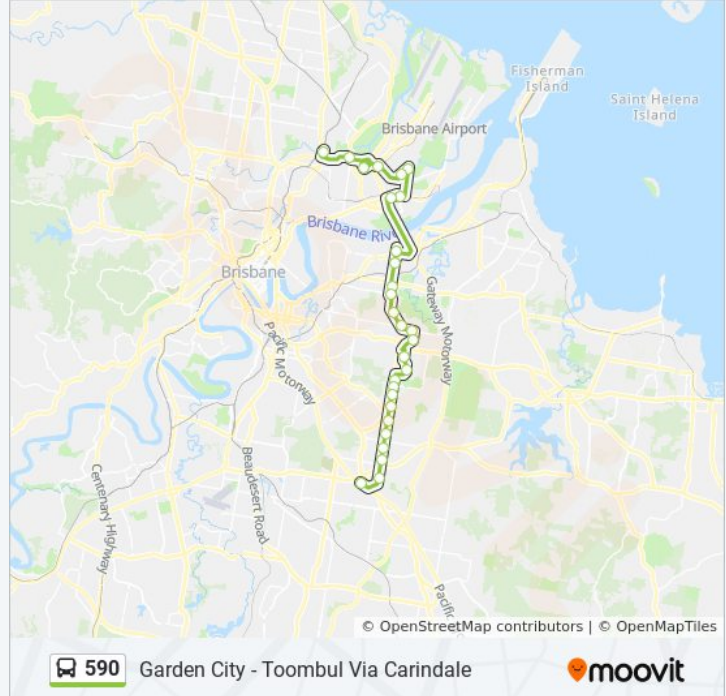 Fisherman
Island
Saint Helena
Island
Brisbane Airport
Brisbane Riv
Brisbane
Gateway Motorway
Pacific Motorway
Beaudesert Road
Centenary Highway
Pacific
© OpenStreetMap contributors | © OpenMapTiles
590 Garden City - Toombul Via Carindale moovit